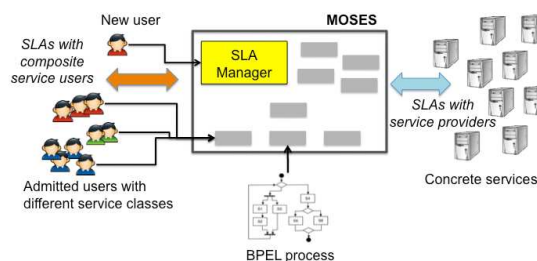 New user
MOSES
SLAs with
composite
service users
SLA
Manager
SLAs with
service providers
Admitted users with
different service classes
Concrete services
BPEL process